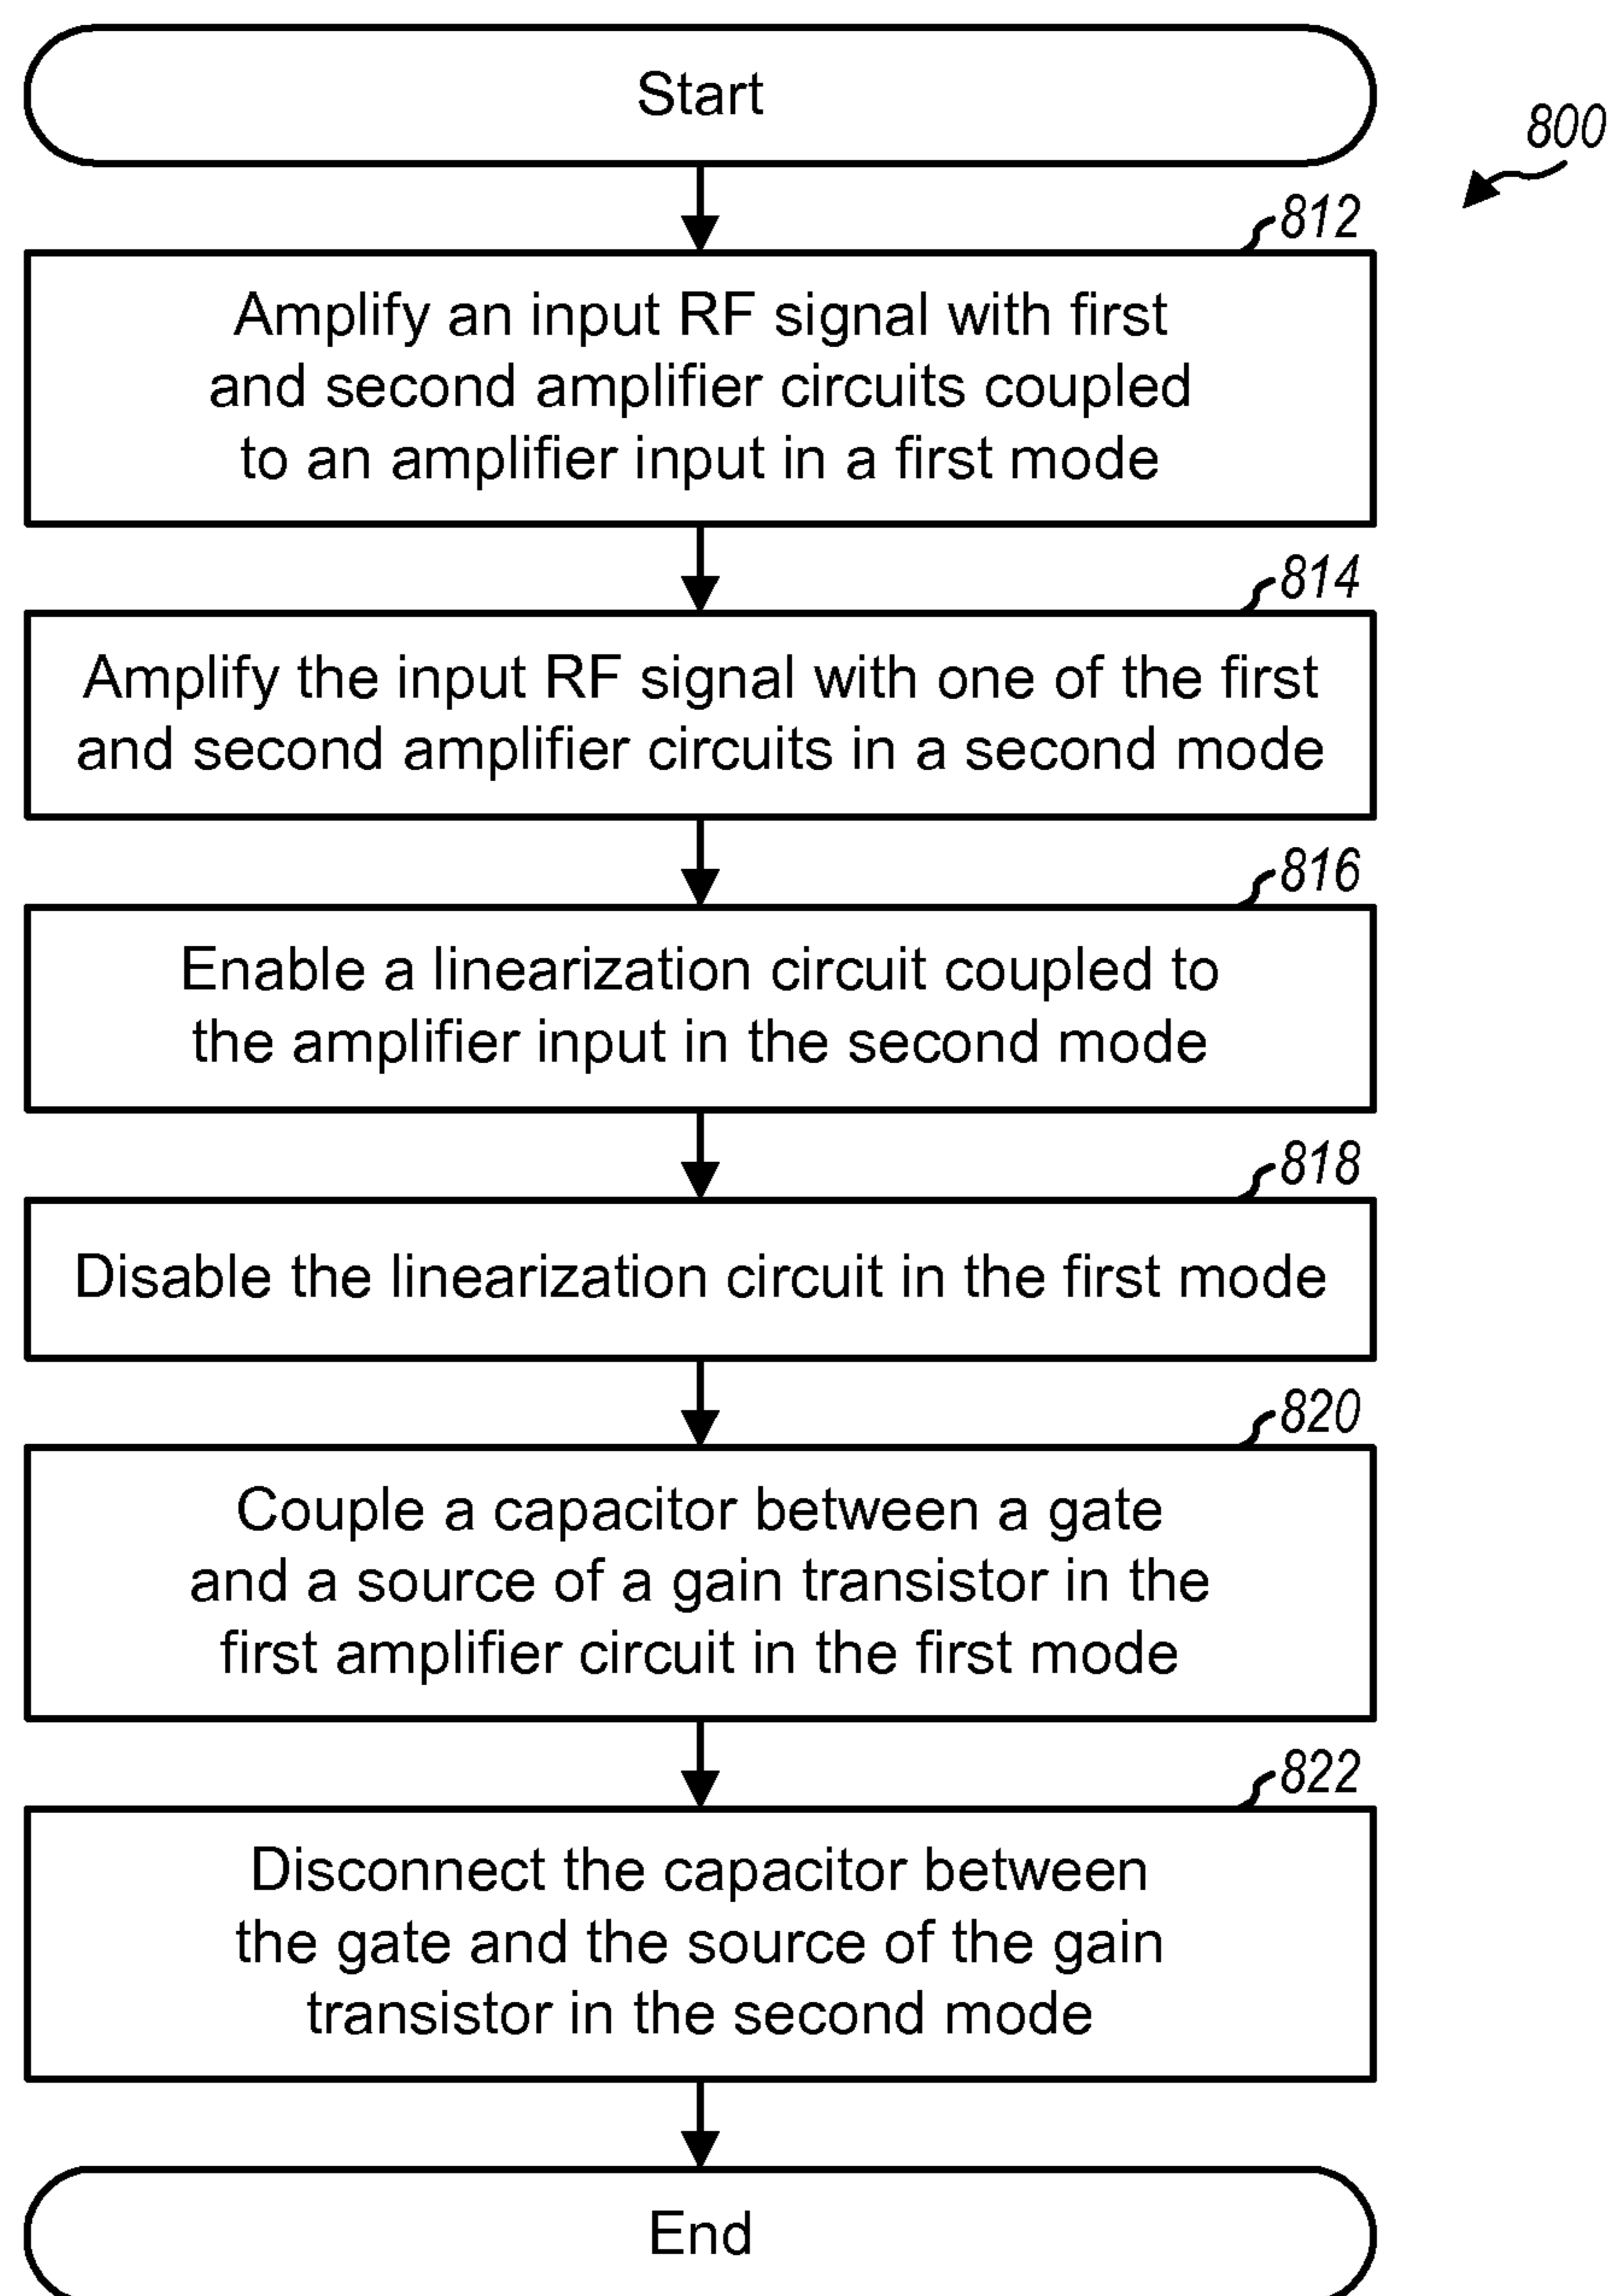 Start
800
812
Amplify an input RF signal with first
and second amplifier circuits coupled
to an amplifier input in a first mode
814
Amplify the input RF signal with one of the first
and second amplifier circuits in a second mode
816
Enable a linearization circuit coupled to
the amplifier input in the second mode
818
Disable the linearization circuit in the first mode
820
Couple a capacitor between a gate
and a source of a gain transistor in the
first amplifier circuit in the first mode
822
Disconnect the capacitor between
the gate and the source of the gain
transistor in the second mode
End